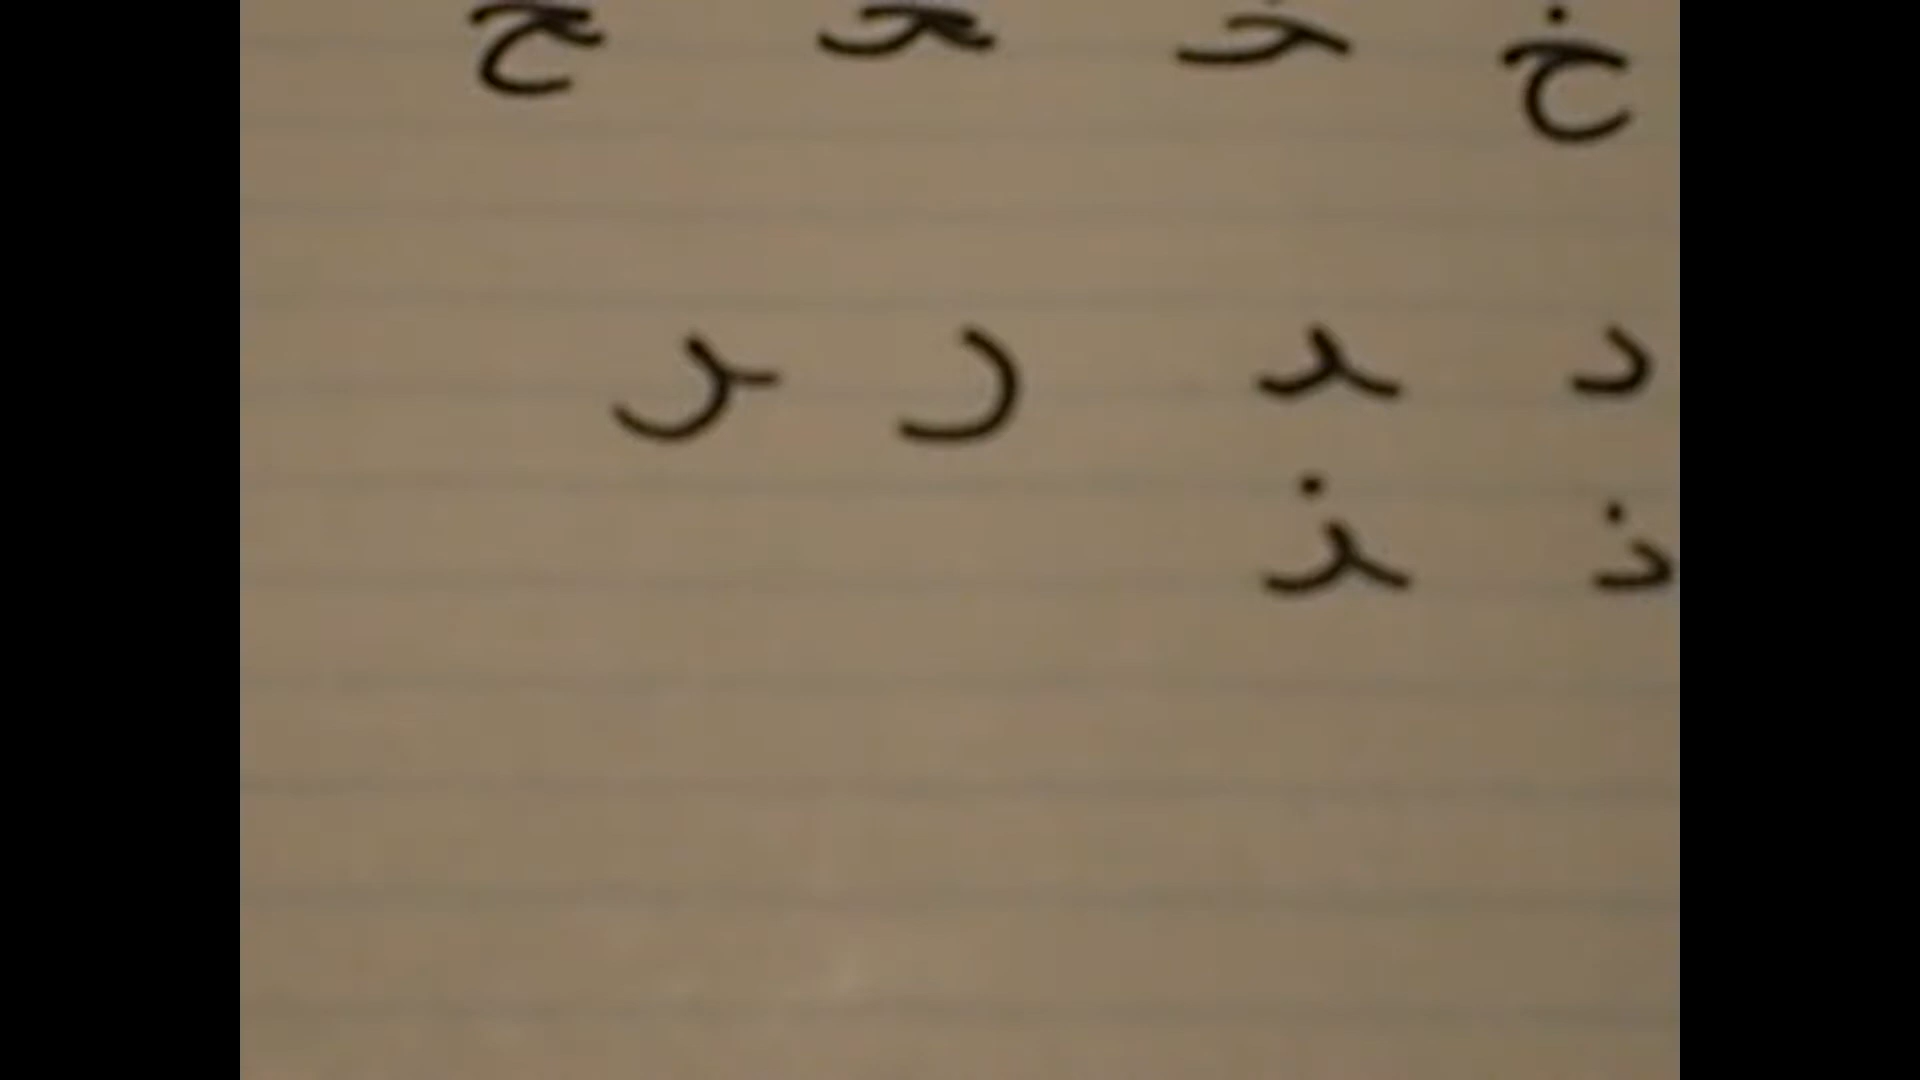 خ خـ ـحـ ـح
د ـد ر ـر
ذ ـذ